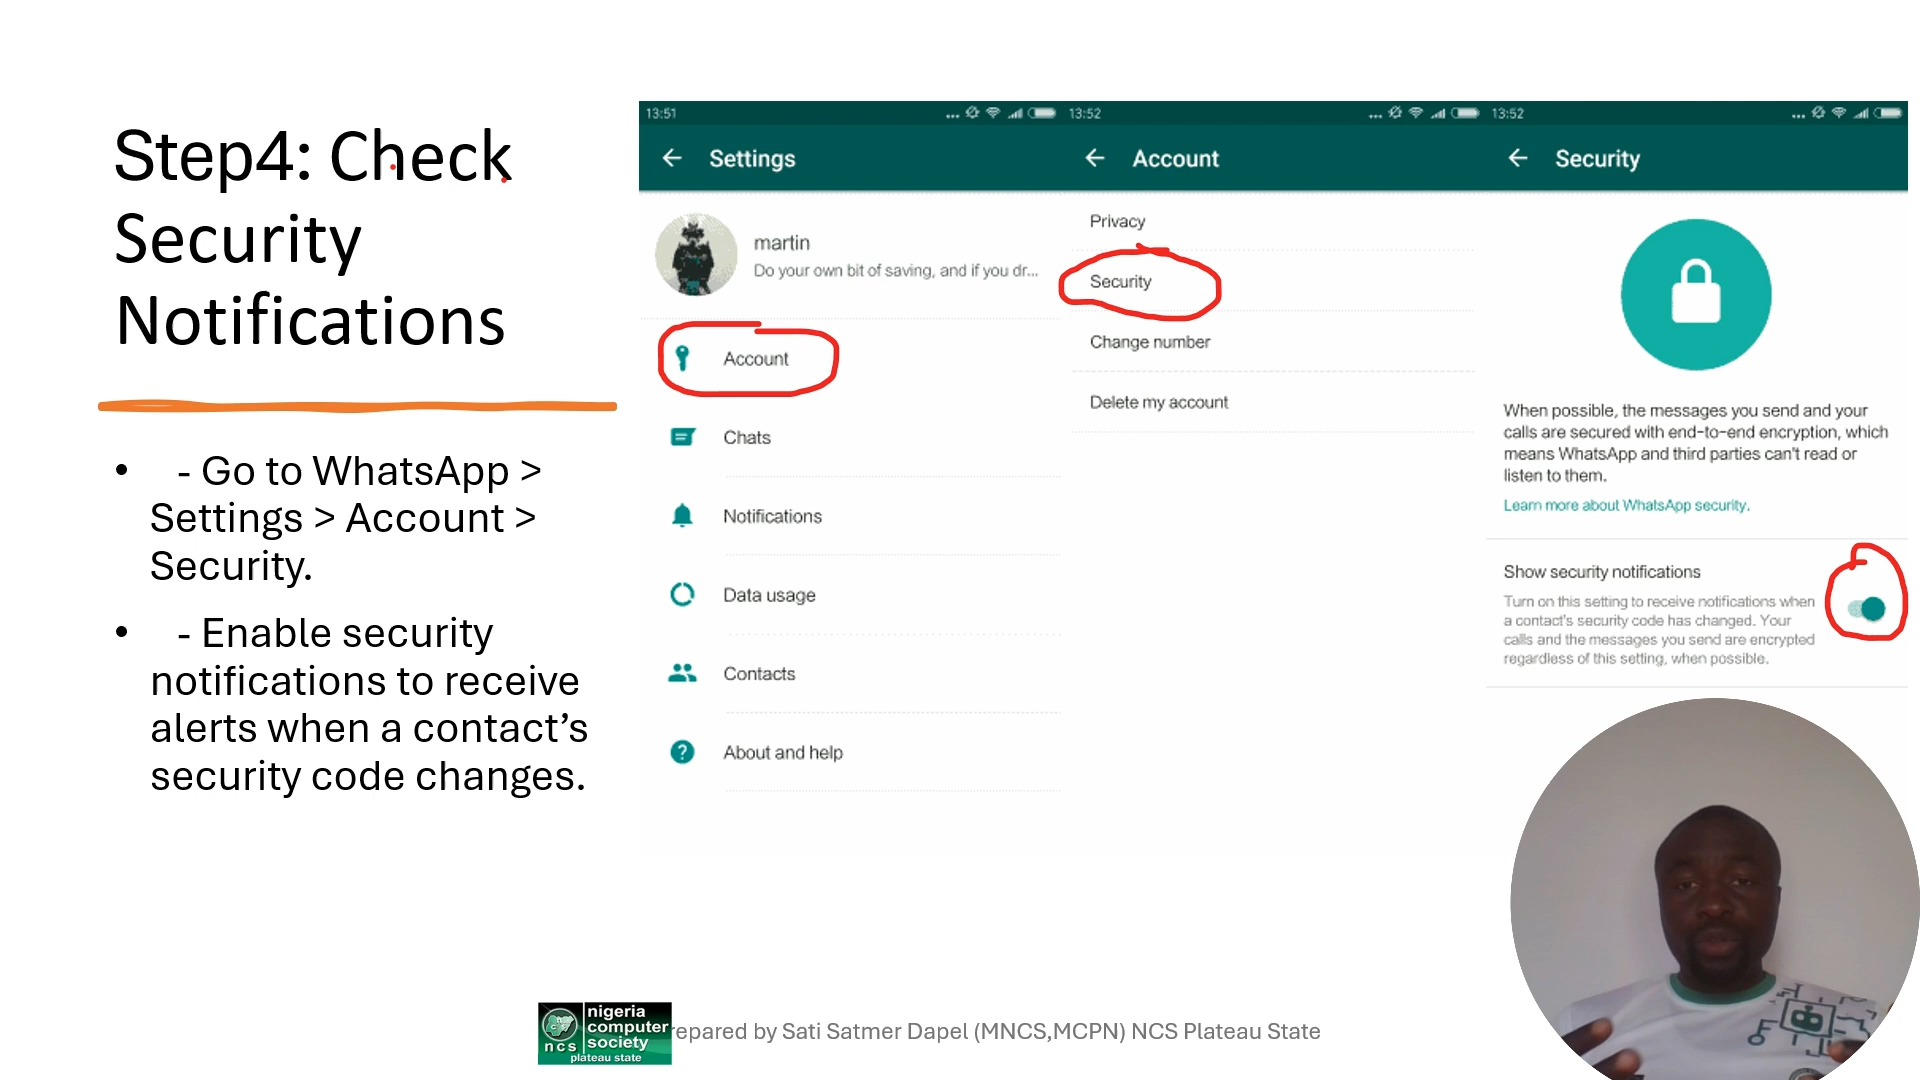 Step4: Check
Security
Notifications
• - Go to WhatsApp >
Settings > Account >
Security.
• - Enable security
notifications to receive
alerts when a contact’s
security code changes.
13:51
Settings
martin
Do your own bit of saving, and if you dr...
Account
Chats
Notifications
Data usage
Contacts
About and help
13:52
Account
Privacy
Security
Change number
Delete my account
13:52
Security
When possible, the messages you send and your
calls are secured with end-to-end encryption, which
means WhatsApp and third parties can't read or
listen to them.
Learn more about WhatsApp security.
Show security notifications
Turn on this setting to receive notifications when
a contact's security code has changed. Your
calls and the messages you send are encrypted
regardless of this setting, when possible.
ncs
nigeria
computer
society
plateau state
repared by Sati Satmer Dapel (MNCS,MCPN) NCS Plateau State